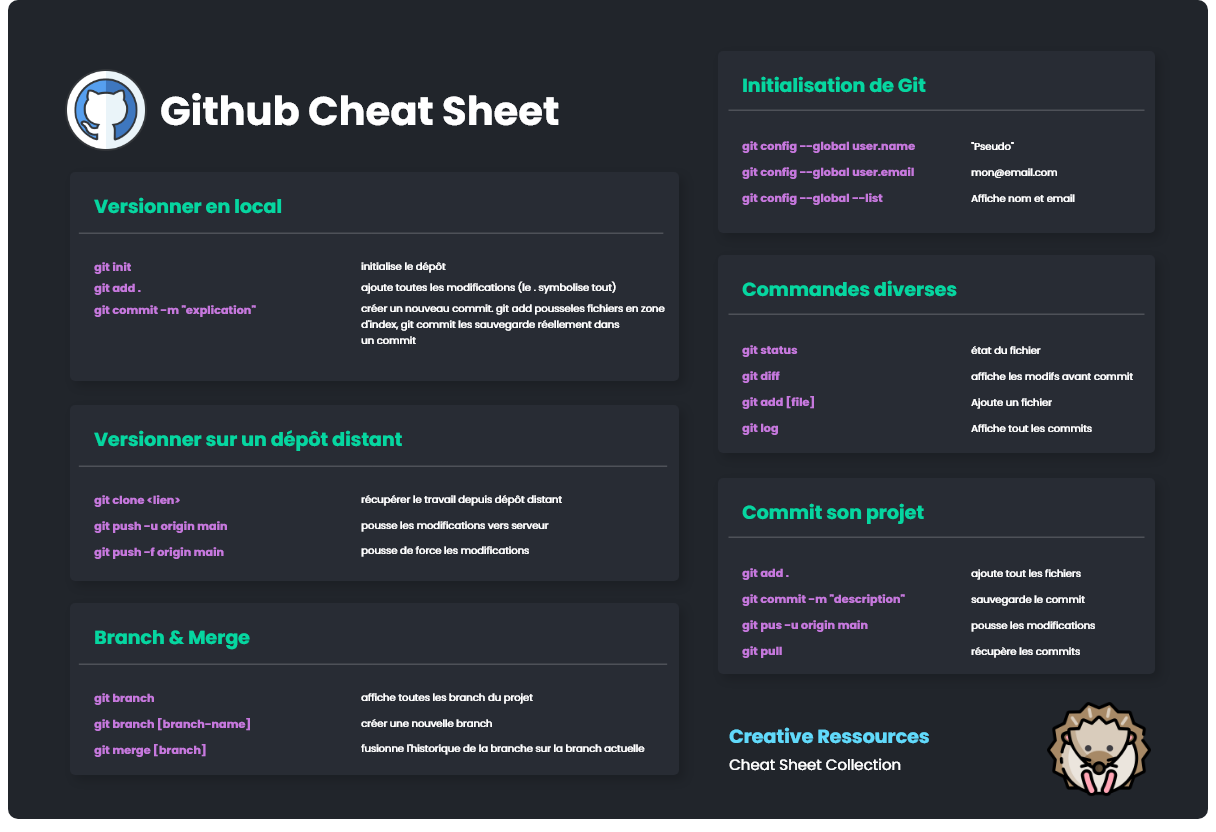 Github Cheat Sheet
Versionner en local
git init initialise le dépôt
git add . ajoute toutes les modifications (le . symbolise tout)
git commit -m "explication" créer un nouveau commit. git add pousseles fichiers en zone
d'index, git commit les sauvegarde réellement dans
un commit
Versionner sur un dépôt distant
git clone <lien> récupérer le travail depuis dépôt distant
git push -u origin main pousse les modifications vers serveur
git push -f origin main pousse de force les modifications
Branch & Merge
git branch affiche toutes les branch du projet
git branch [branch-name] créer une nouvelle branch
git merge [branch] fusionne l'historique de la branche sur la branch actuelle
Initialisation de Git
git config --global user.name "Pseudo"
git config --global user.email mon@email.com
git config --global --list Affiche nom et email
Commandes diverses
git status état du fichier
git diff affiche les modifs avant commit
git add [file] Ajoute un fichier
git log Affiche tout les commits
Commit son projet
git add . ajoute tout les fichiers
git commit -m "description" sauvegarde le commit
git pus -u origin main pousse les modifications
git pull récupère les commits
Creative Ressources
Cheat Sheet Collection